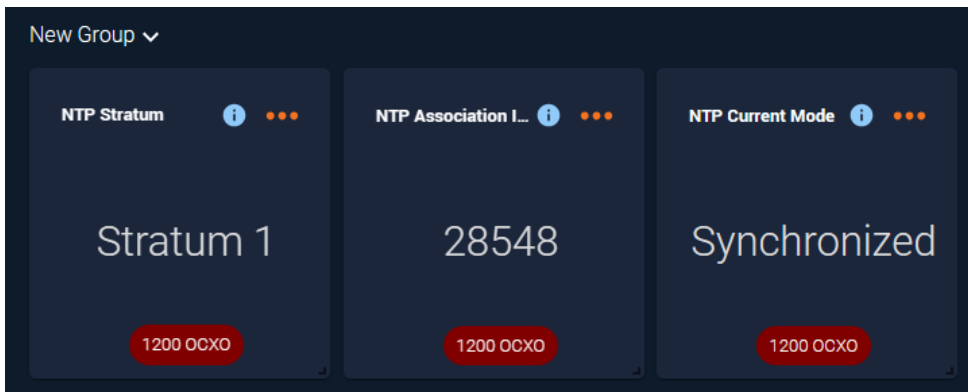 New Group
NTP Stratum
NTP Association I...
NTP Current Mode
Stratum 1
28548
Synchronized
1200 OCXO
1200 OCXO
1200 OCXO